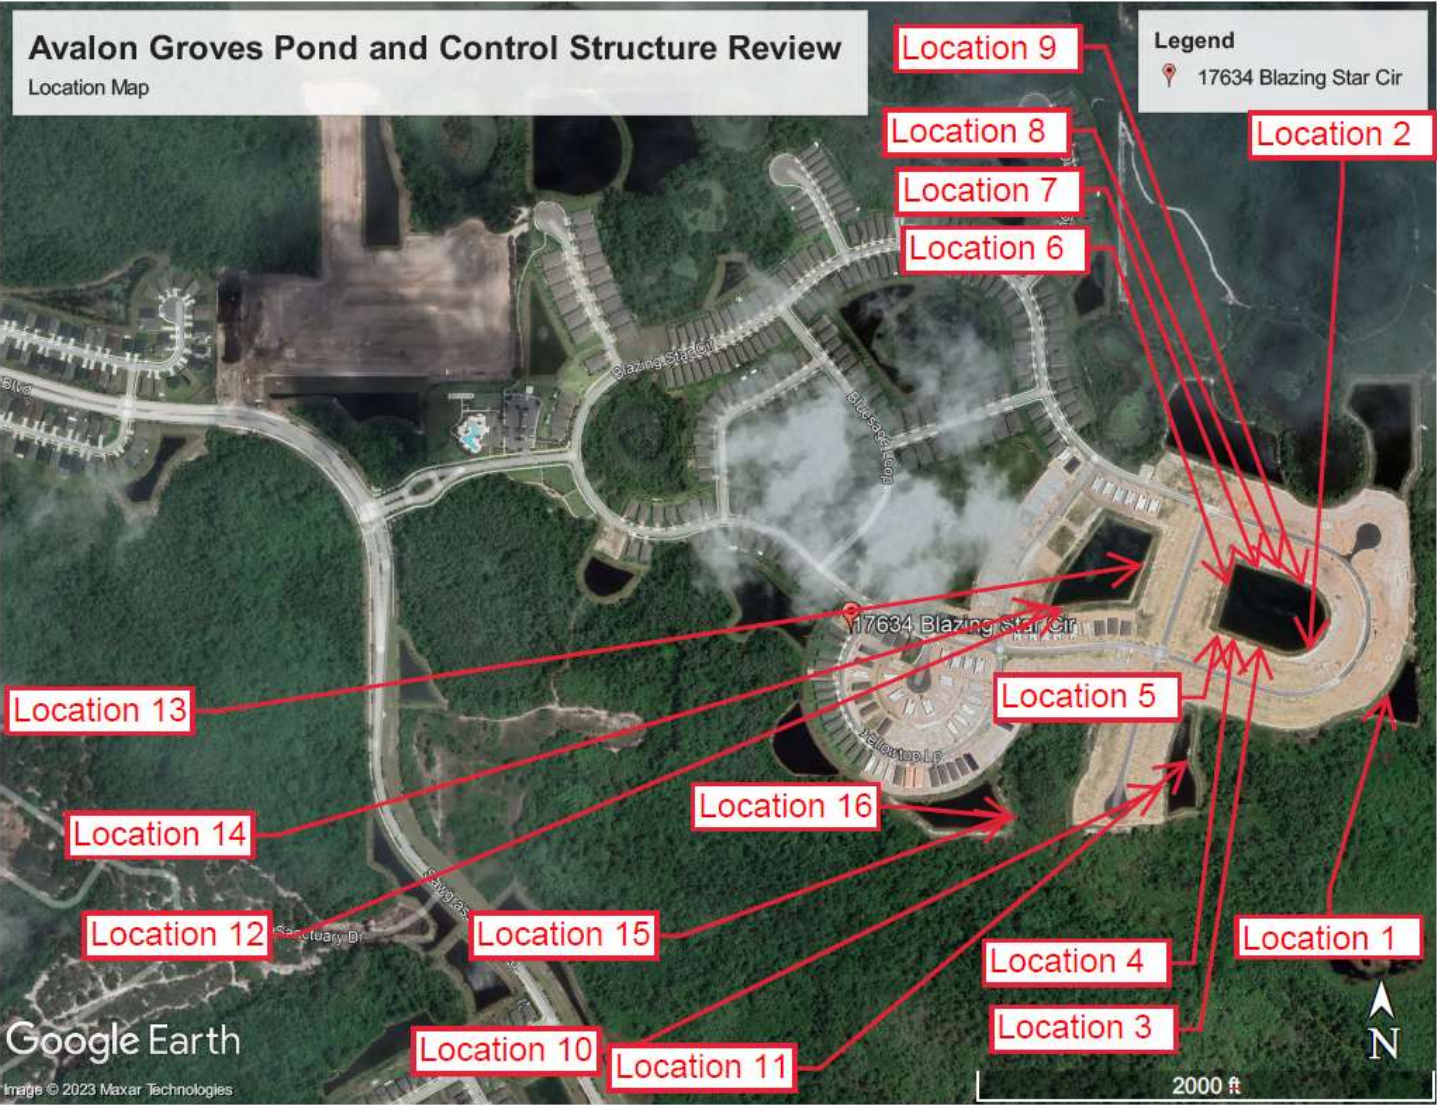 Avalon Groves Pond and Control Structure Review
Location Map
Legend
17634 Blazing Star Cir
Location 9
Location 8
Location 2
Location 7
Location 6
Blazing Star Cir
Blvd
Bluesage Loop
17634 Blazing Star Cir
Location 13
Location 5
Yellowtop Lp
Location 16
Location 14
Location 12
Sanctuary Dr
Location 15
Location 1
Location 4
Location 3
Location 10
Location 11
Google Earth
N
Image © 2023 Maxar Technologies
2000 ft